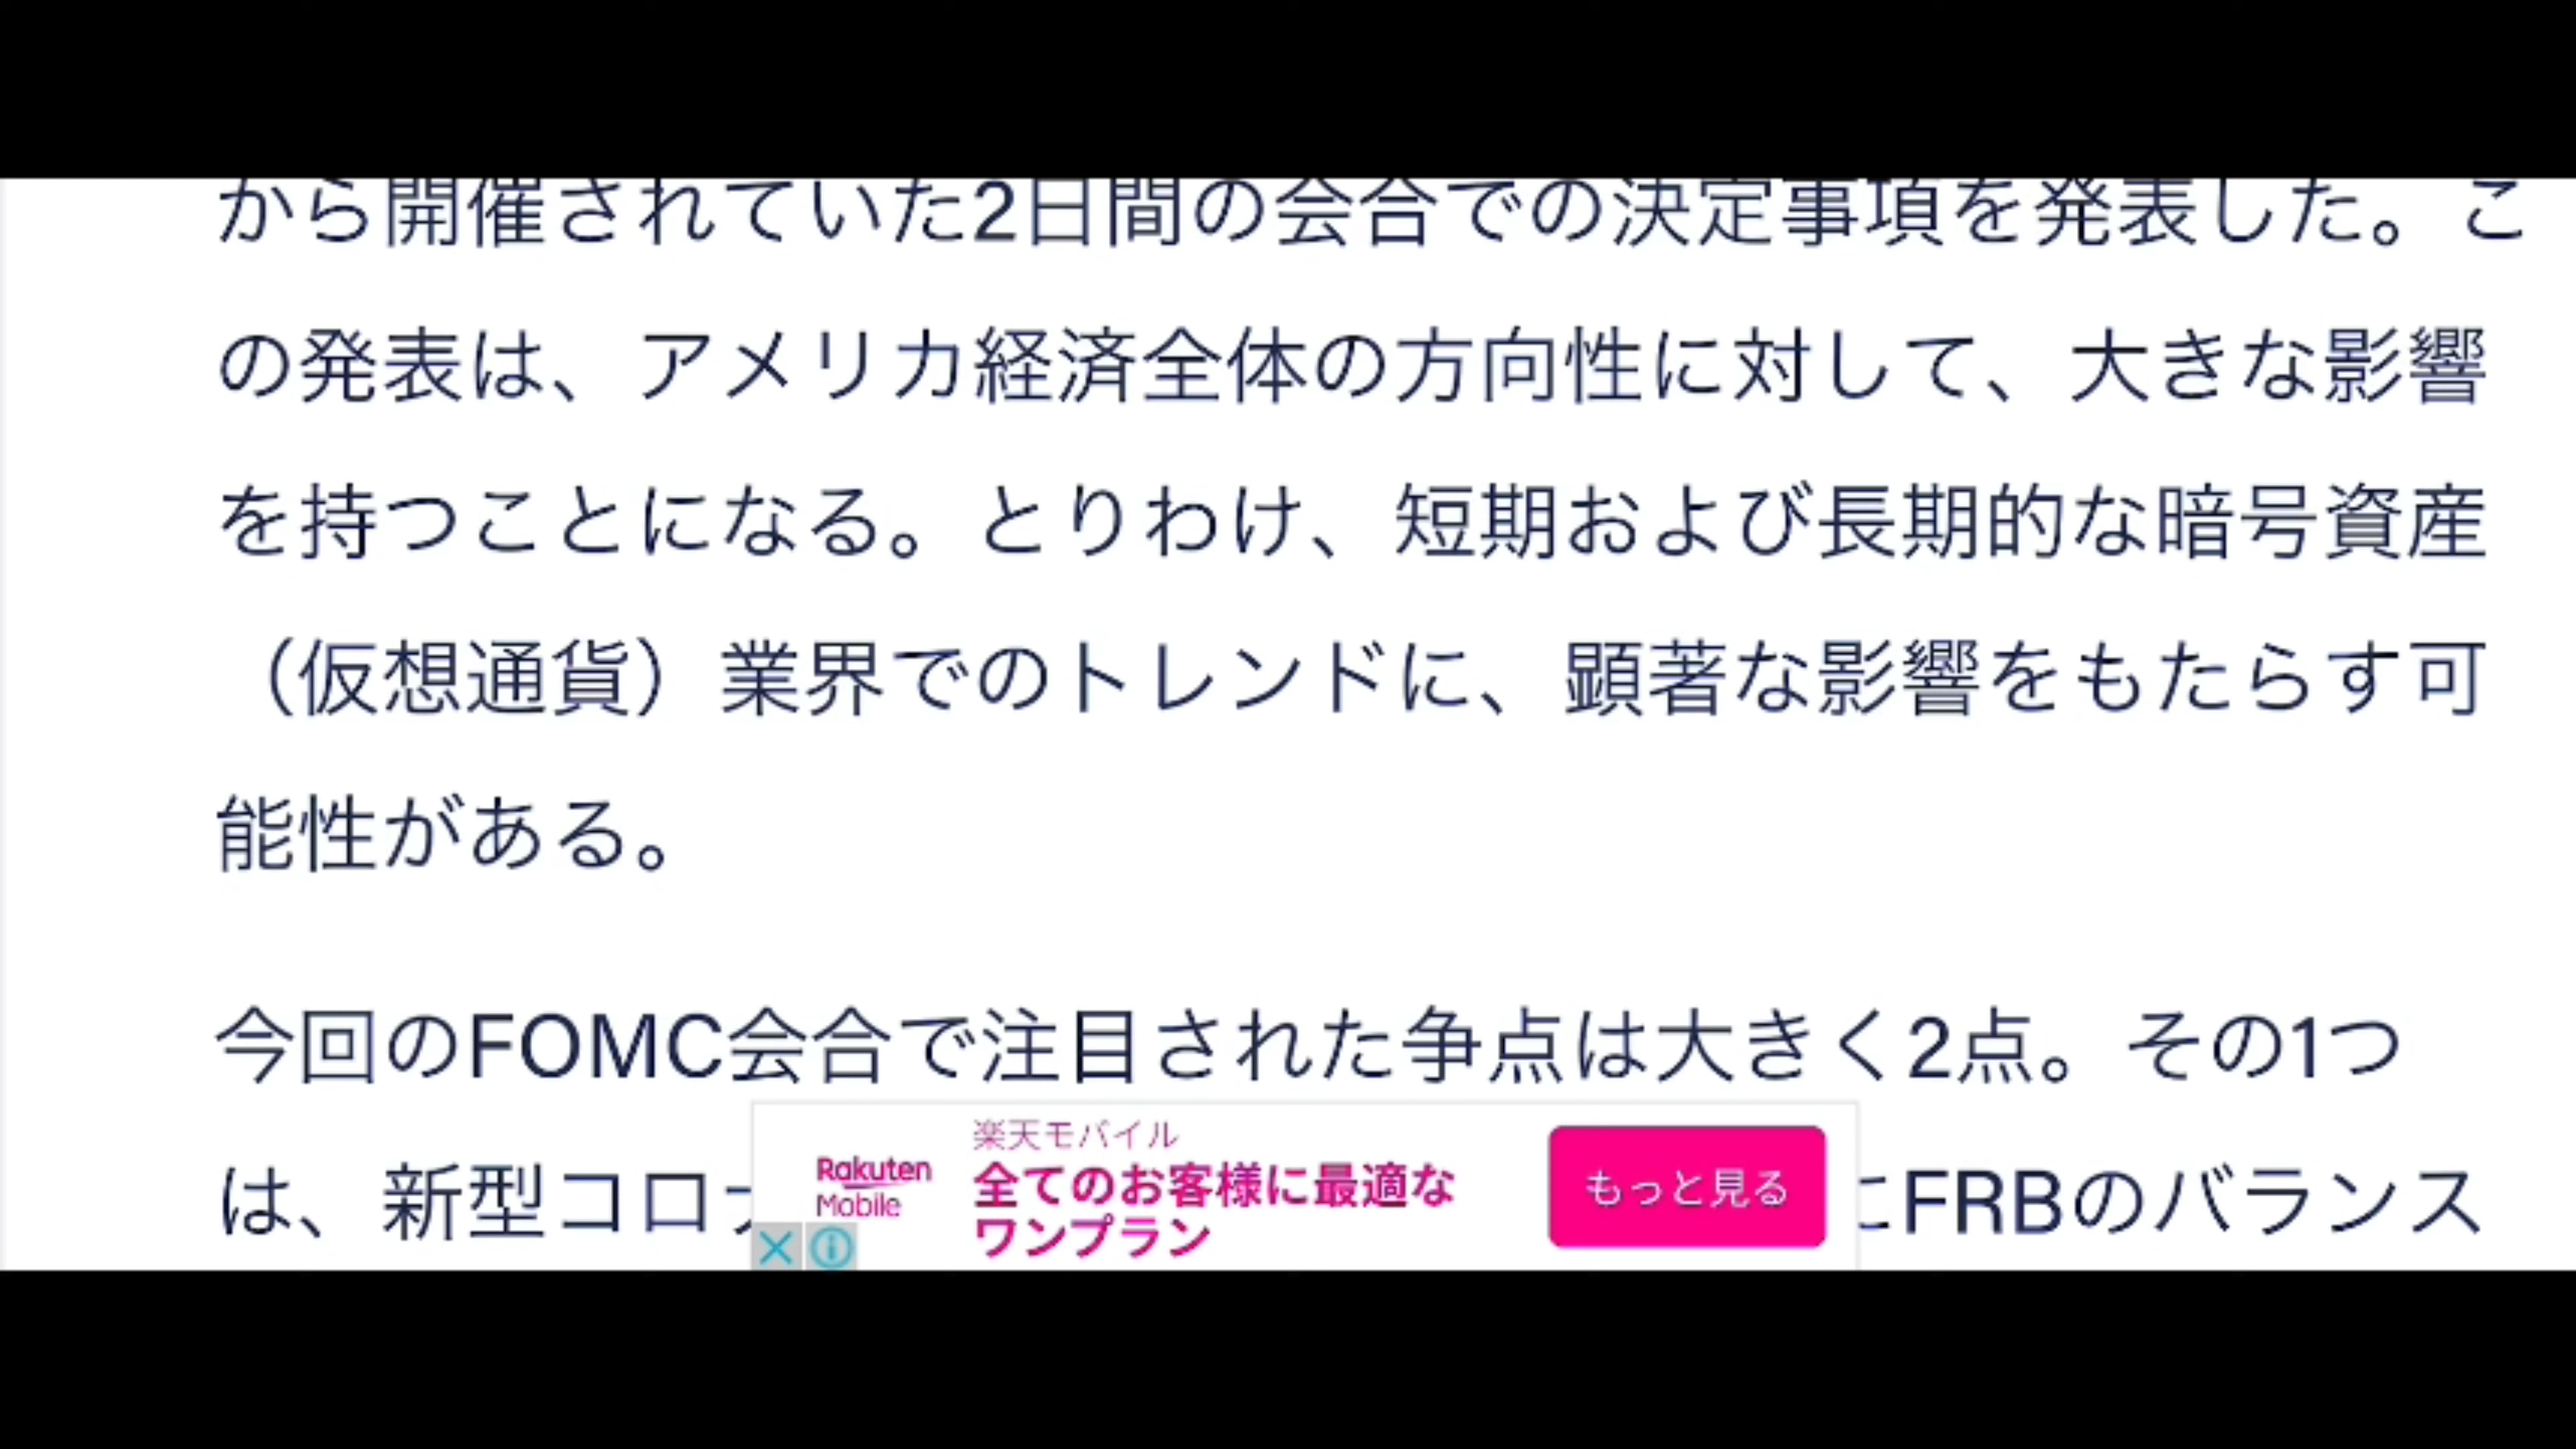 から開催されていた2日間の会合での決定事項を発表した。こ
の発表は、アメリカ経済全体の方向性に対して、大きな影響
を持つことになる。とりわけ、短期および長期的な暗号資産
（仮想通貨）業界でのトレンドに、顕著な影響をもたらす可
能性がある。
今回のFOMC会合で注目された争点は大きく2点。その1つ
は、新型コロ
FRBのバランス
楽天モバイル
Rakuten
Mobile
全てのお客様に最適な
ワンプラン
もっと見る